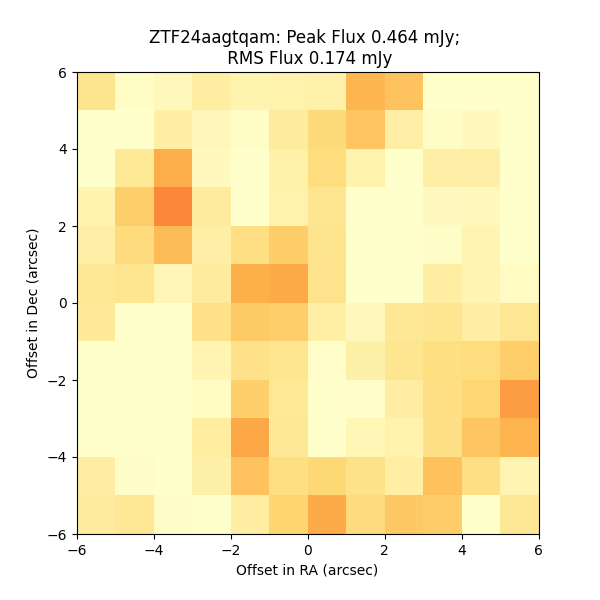 ZTF24aagtqam: Peak Flux 0.464 mJy;
RMS Flux 0.174 mJy
6
4
2
0
−2
−4
−6
Offset in Dec (arcsec)
−6 −4 −2 0 2 4 6
Offset in RA (arcsec)